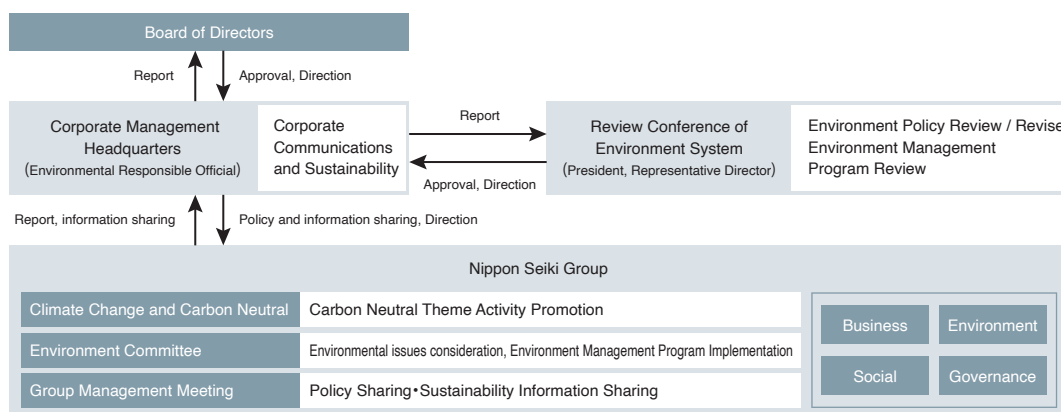 Board of Directors
Report
Approval, Direction
Corporate Management
Headquarters
(Environmental Responsible Official)
Corporate
Communications
and Sustainability
Report
Approval, Direction
Review Conference of
Environment System
(President, Representative Director)
Environment Policy Review / Revise
Environment Management
Program Review
Report, information sharing
Policy and information sharing, Direction
Nippon Seiki Group
Climate Change and Carbon Neutral
Carbon Neutral Theme Activity Promotion
Environment Committee
Environmental issues consideration, Environment Management Program Implementation
Group Management Meeting
Policy Sharing•Sustainability Information Sharing
Business
Environment
Social
Governance